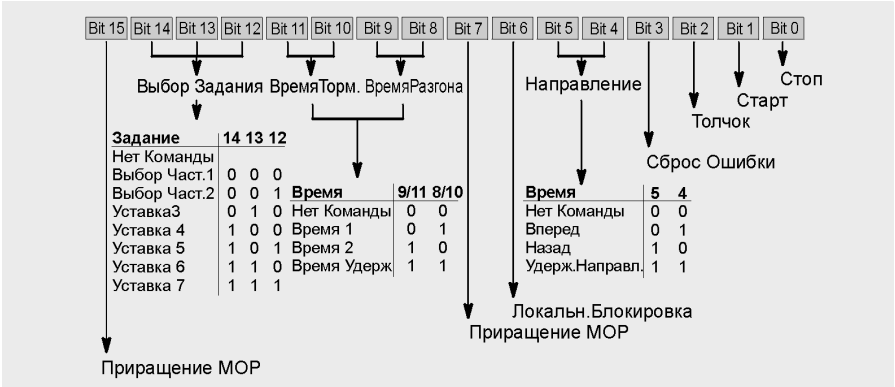 Bit 15 Bit 14 Bit 13 Bit 12 Bit 11 Bit 10 Bit 9 Bit 8 Bit 7 Bit 6 Bit 5 Bit 4 Bit 3 Bit 2 Bit 1 Bit 0
Выбор Задания ВремяТорм. ВремяРазгона Направление Стоп
Старт
Толчок
Сброс Ошибки
Задание 14 13 12
Нет Команды
Выбор Част.1 0 0 0
Выбор Част.2 0 0 1
Уставка3 0 1 0
Уставка 4 1 0 0
Уставка 5 1 0 1
Уставка 6 1 1 0
Уставка 7 1 1 1
Время 9/11 8/10
Нет Команды 0 0
Время 1 0 1
Время 2 1 0
Время Удерж 1 1
Время 5 4
Нет Команды 0 0
Вперед 0 1
Назад 1 0
Удерж.Направл. 1 1
Локальн.Блокировка
Приращение МОР
Приращение МОР